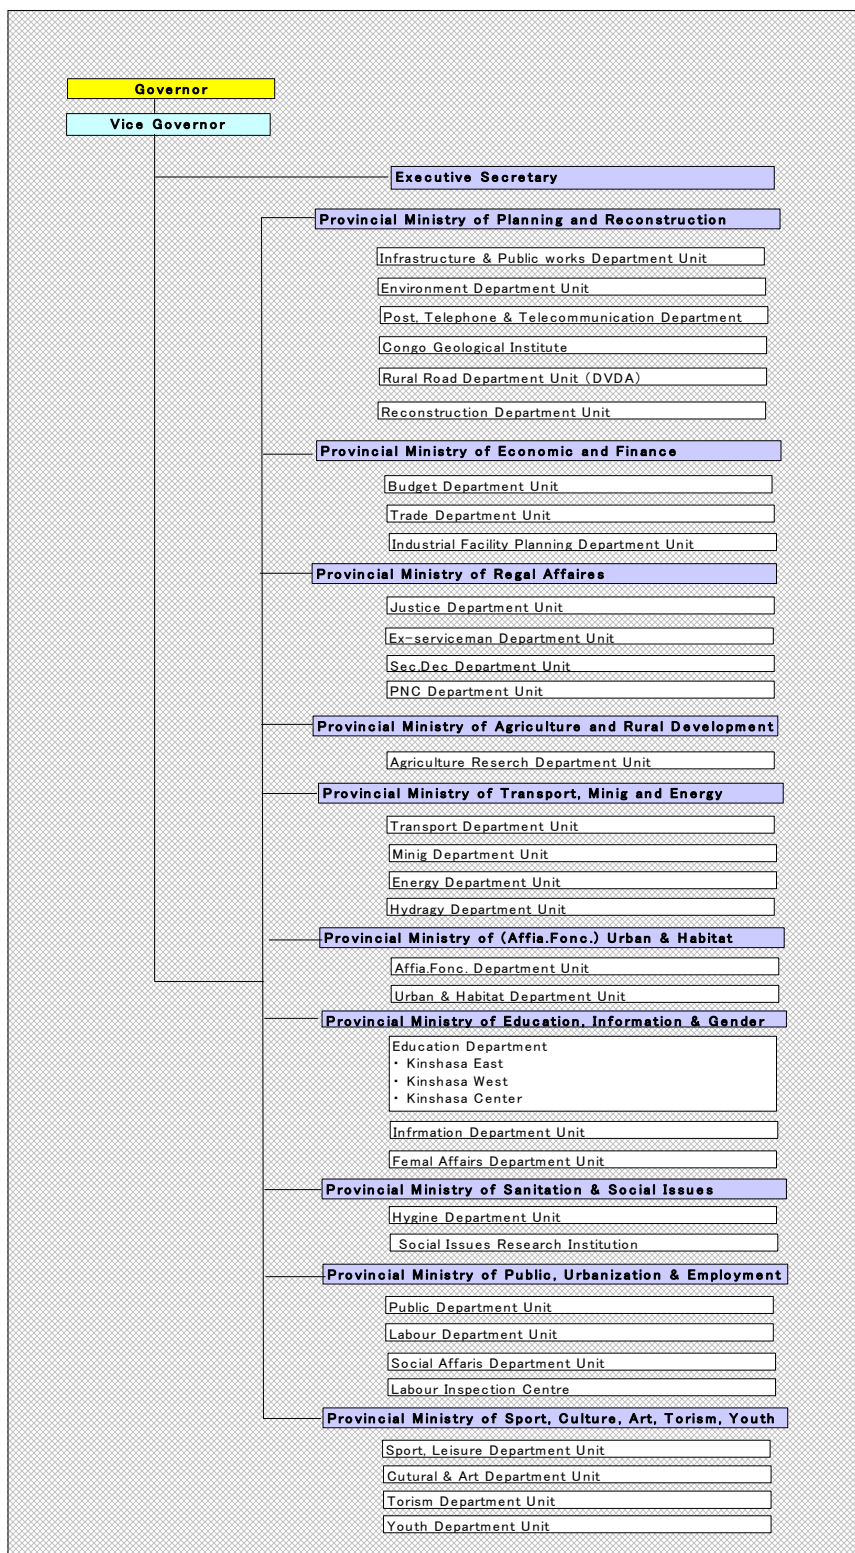 Governor
Vice Governor
Executive Secretary
Provincial Ministry of Planning and Reconstruction
Infrastructure & Public works Department Unit
Environment Department Unit
Post, Telephone & Telecommunication Department
Congo Geological Institute
Rural Road Department Unit (DVDA)
Reconstruction Department Unit
Provincial Ministry of Economic and Finance
Budget Department Unit
Trade Department Unit
Industrial Facility Planning Department Unit
Provincial Ministry of Regal Affaires
Justice Department Unit
Ex-serviceman Department Unit
Sec.Dec Department Unit
PNC Department Unit
Provincial Ministry of Agriculture and Rural Development
Agriculture Reserch Department Unit
Provincial Ministry of Transport, Minig and Energy
Transport Department Unit
Minig Department Unit
Energy Department Unit
Hydragy Department Unit
Provincial Ministry of (Affia.Fonc.) Urban & Habitat
Affia.Fonc. Department Unit
Urban & Habitat Department Unit
Provincial Ministry of Education, Information & Gender
Education Department
・ Kinshasa East
・ Kinshasa West
・ Kinshasa Center
Infrmation Department Unit
Femal Affairs Department Unit
Provincial Ministry of Sanitation & Social Issues
Hygine Department Unit
Social Issues Research Institution
Provincial Ministry of Public, Urbanization & Employment
Public Department Unit
Labour Department Unit
Social Affaris Department Unit
Labour Inspection Centre
Provincial Ministry of Sport, Culture, Art, Torism, Youth
Sport, Leisure Department Unit
Cutural & Art Department Unit
Torism Department Unit
Youth Department Unit